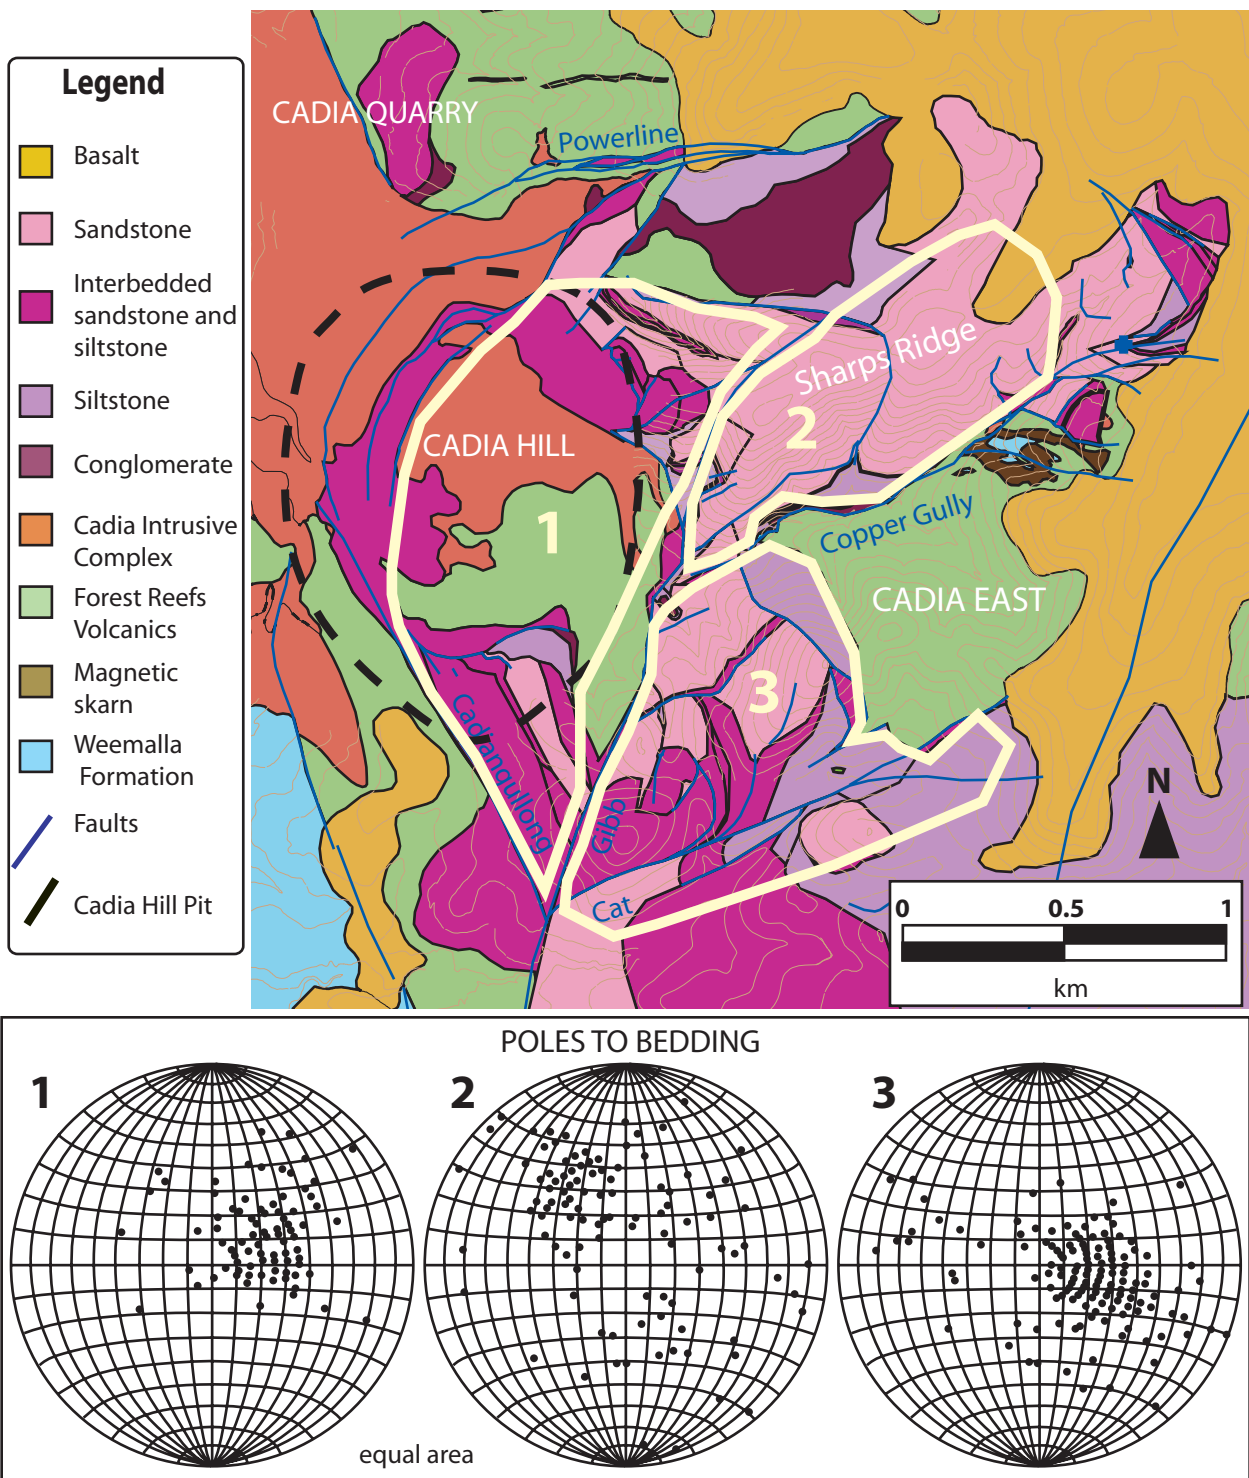 Legend
Basalt
Sandstone
Interbedded
sandstone and
siltstone
Siltstone
Conglomerate
Cadia Intrusive
Complex
Forest Reefs
Volcanics
Magnetic
skarn
Weemalla
Formation
Faults
Cadia Hill Pit
CADIA QUARRY
Powerline
Sharps Ridge
2
CADIA HILL
1
Copper Gully
CADIA EAST
3
Cadiangullong
Gibb
Cat
N
0 0.5 1
km
POLES TO BEDDING
1
2
3
equal area